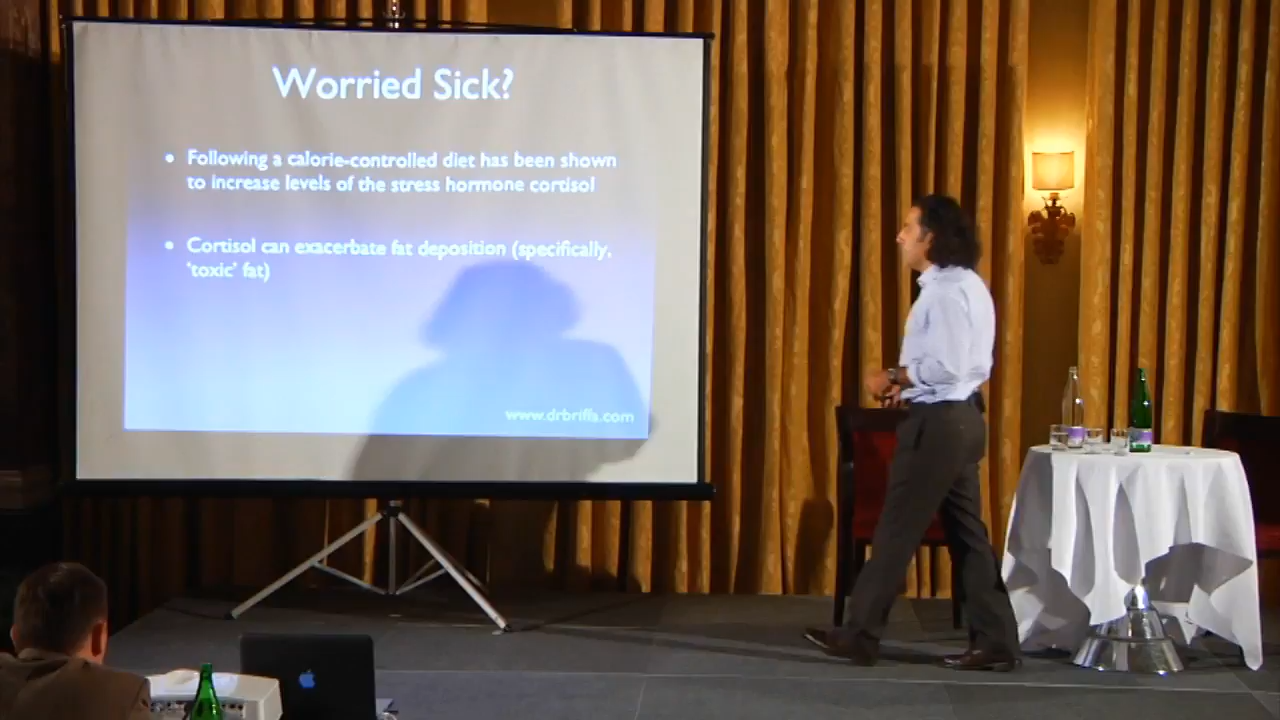 Worried Sick?
• Following a calorie-controlled diet has been shown
to increase levels of the stress hormone cortisol
• Cortisol can exacerbate fat deposition (specifically,
'toxic' fat)
www.drbriffa.com